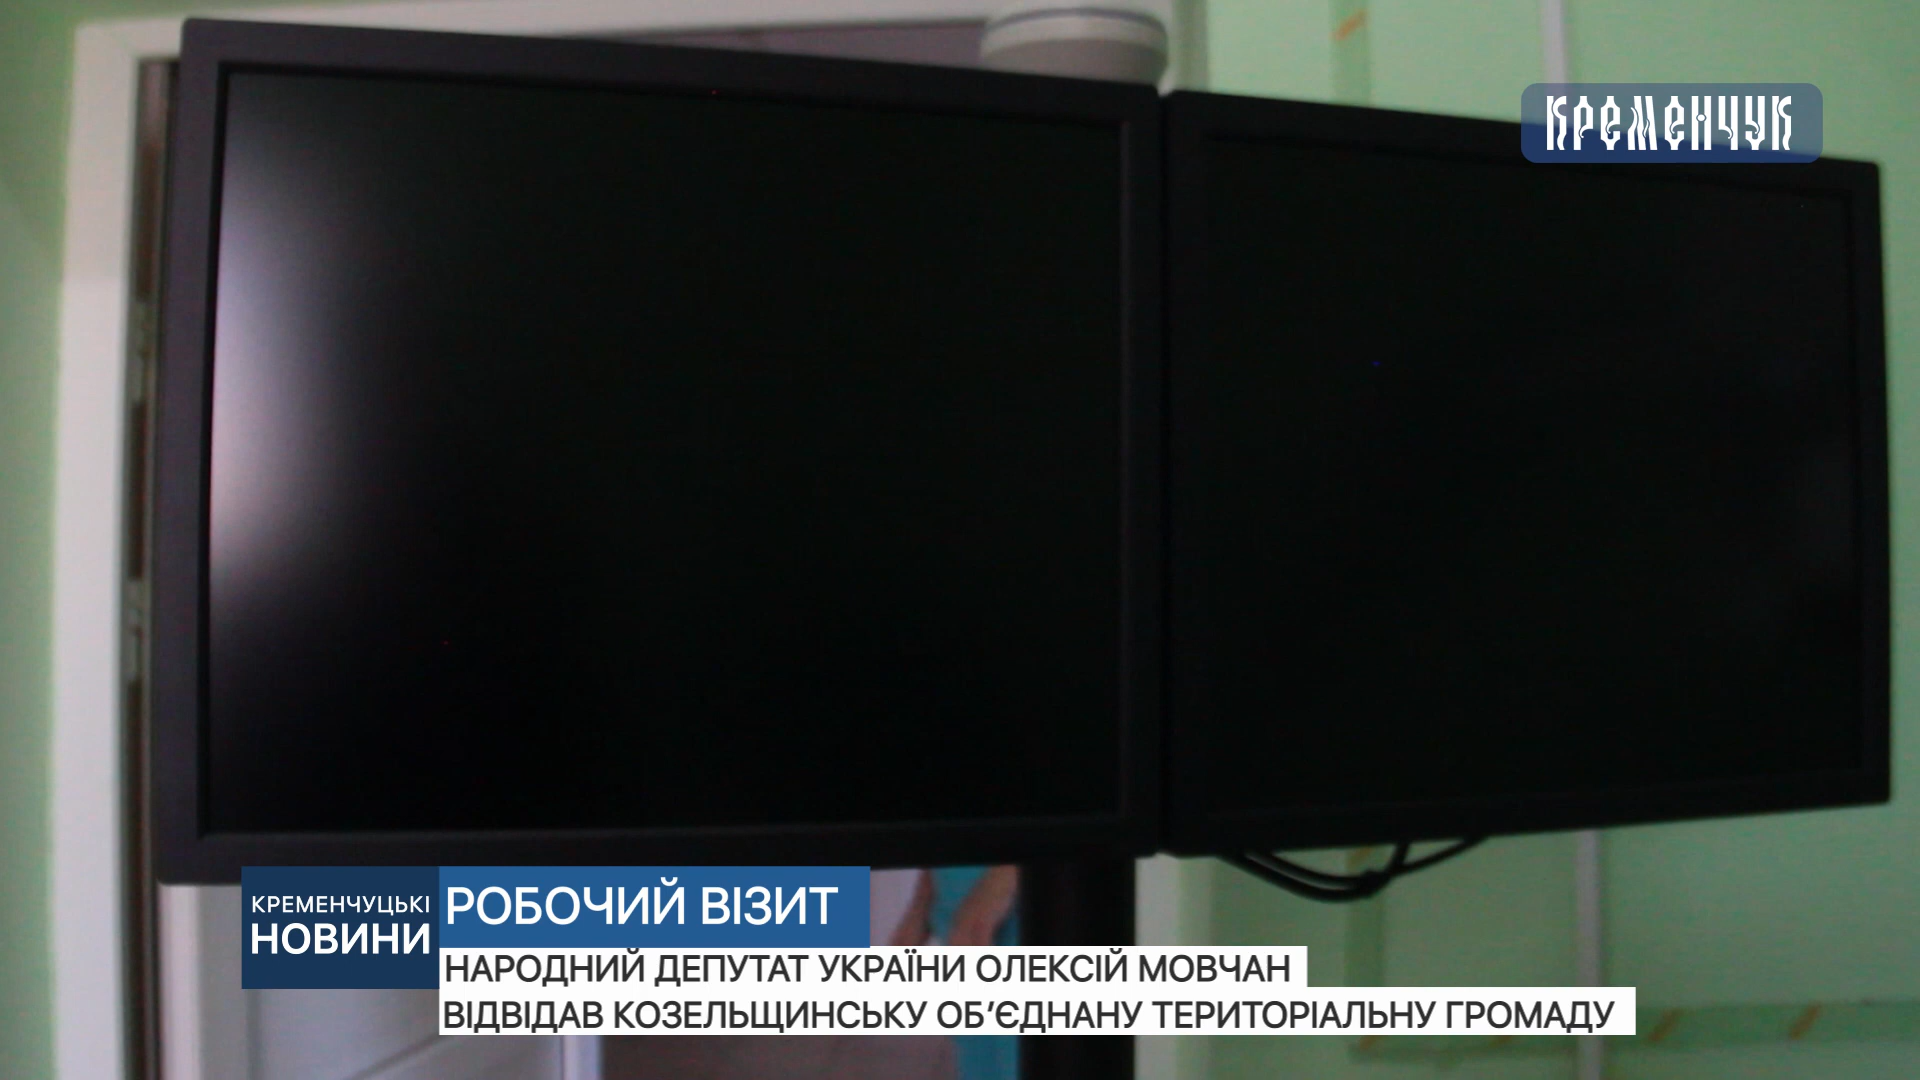 КРЕМЕНЧУК
КРЕМЕНЧУЦЬКІ
НОВИНИ
РОБОЧИЙ ВІЗИТ
НАРОДНИЙ ДЕПУТАТ УКРАЇНИ ОЛЕКСІЙ МОВЧАН
ВІДВІДАВ КОЗЕЛЬЩИНСЬКУ ОБ’ЄДНАНУ ТЕРИТОРІАЛЬНУ ГРОМАДУ